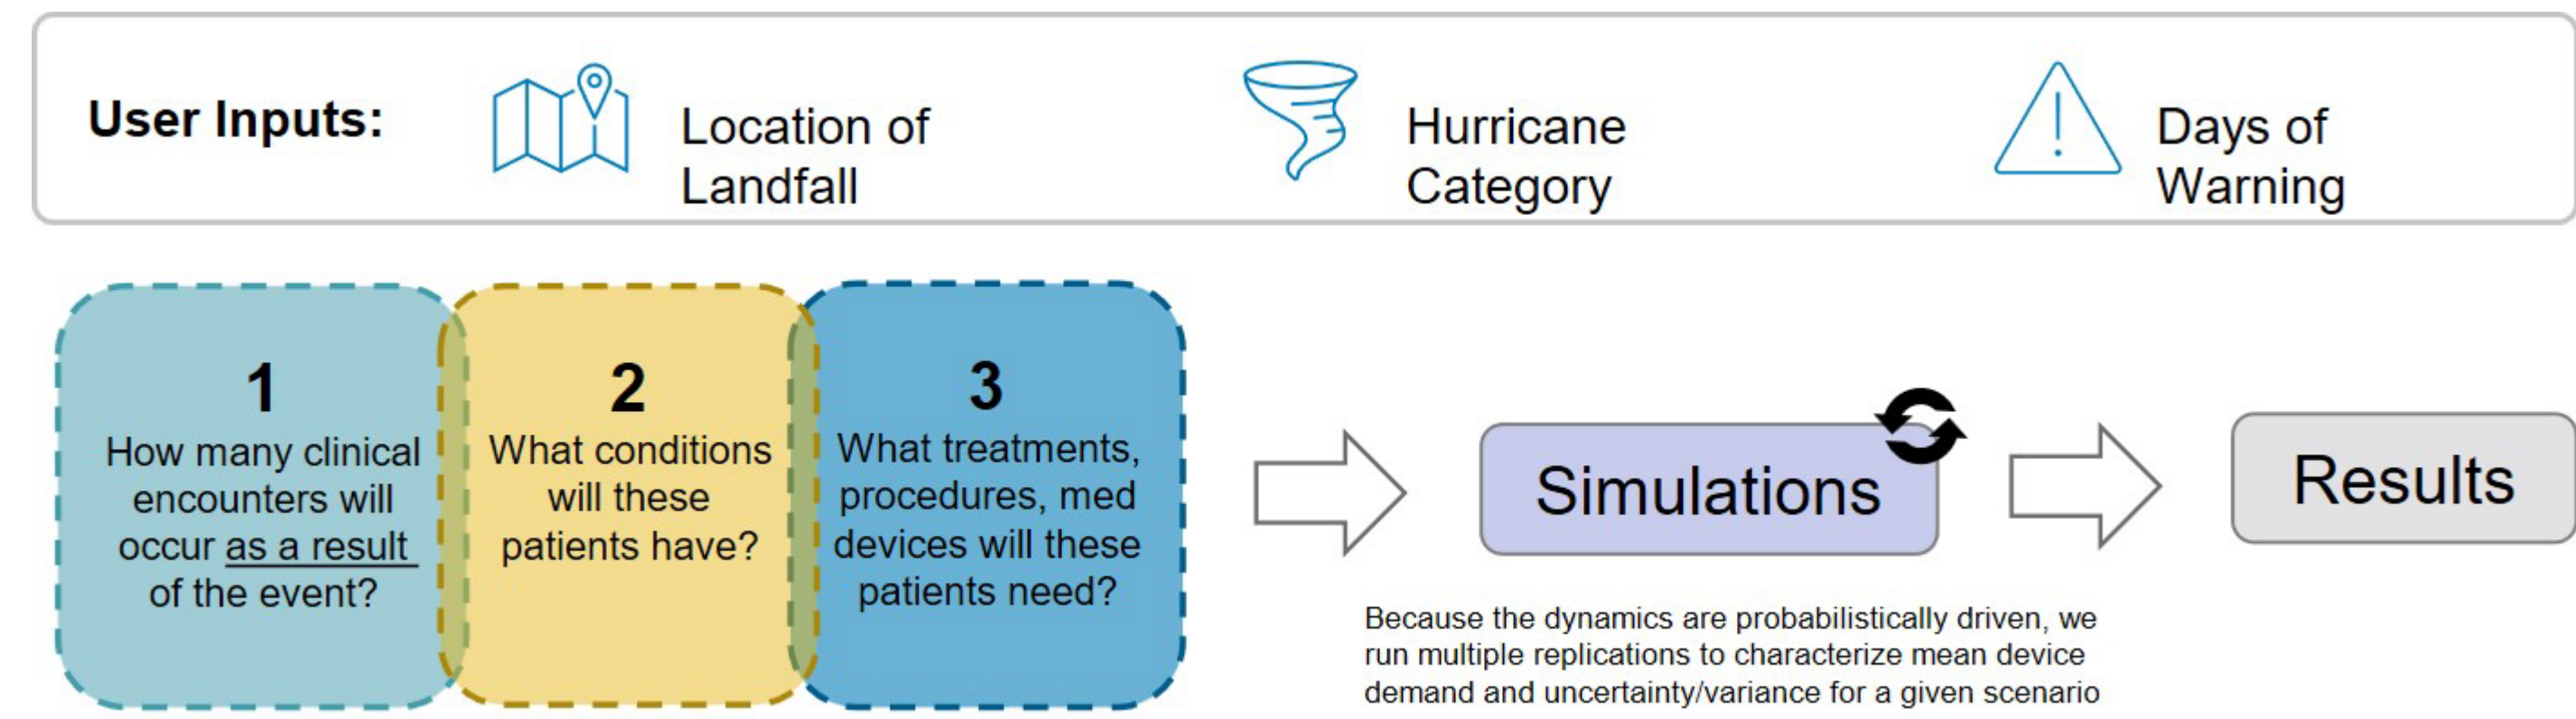 User Inputs:
Location of
Landfall
Hurricane
Category
Days of
Warning
1
How many clinical
encounters will
occur as a result
of the event?
2
What conditions
will these
patients have?
3
What treatments,
procedures, med
devices will these
patients need?
Simulations
Because the dynamics are probabilistically driven, we
run multiple replications to characterize mean device
demand and uncertainty/variance for a given scenario
Results